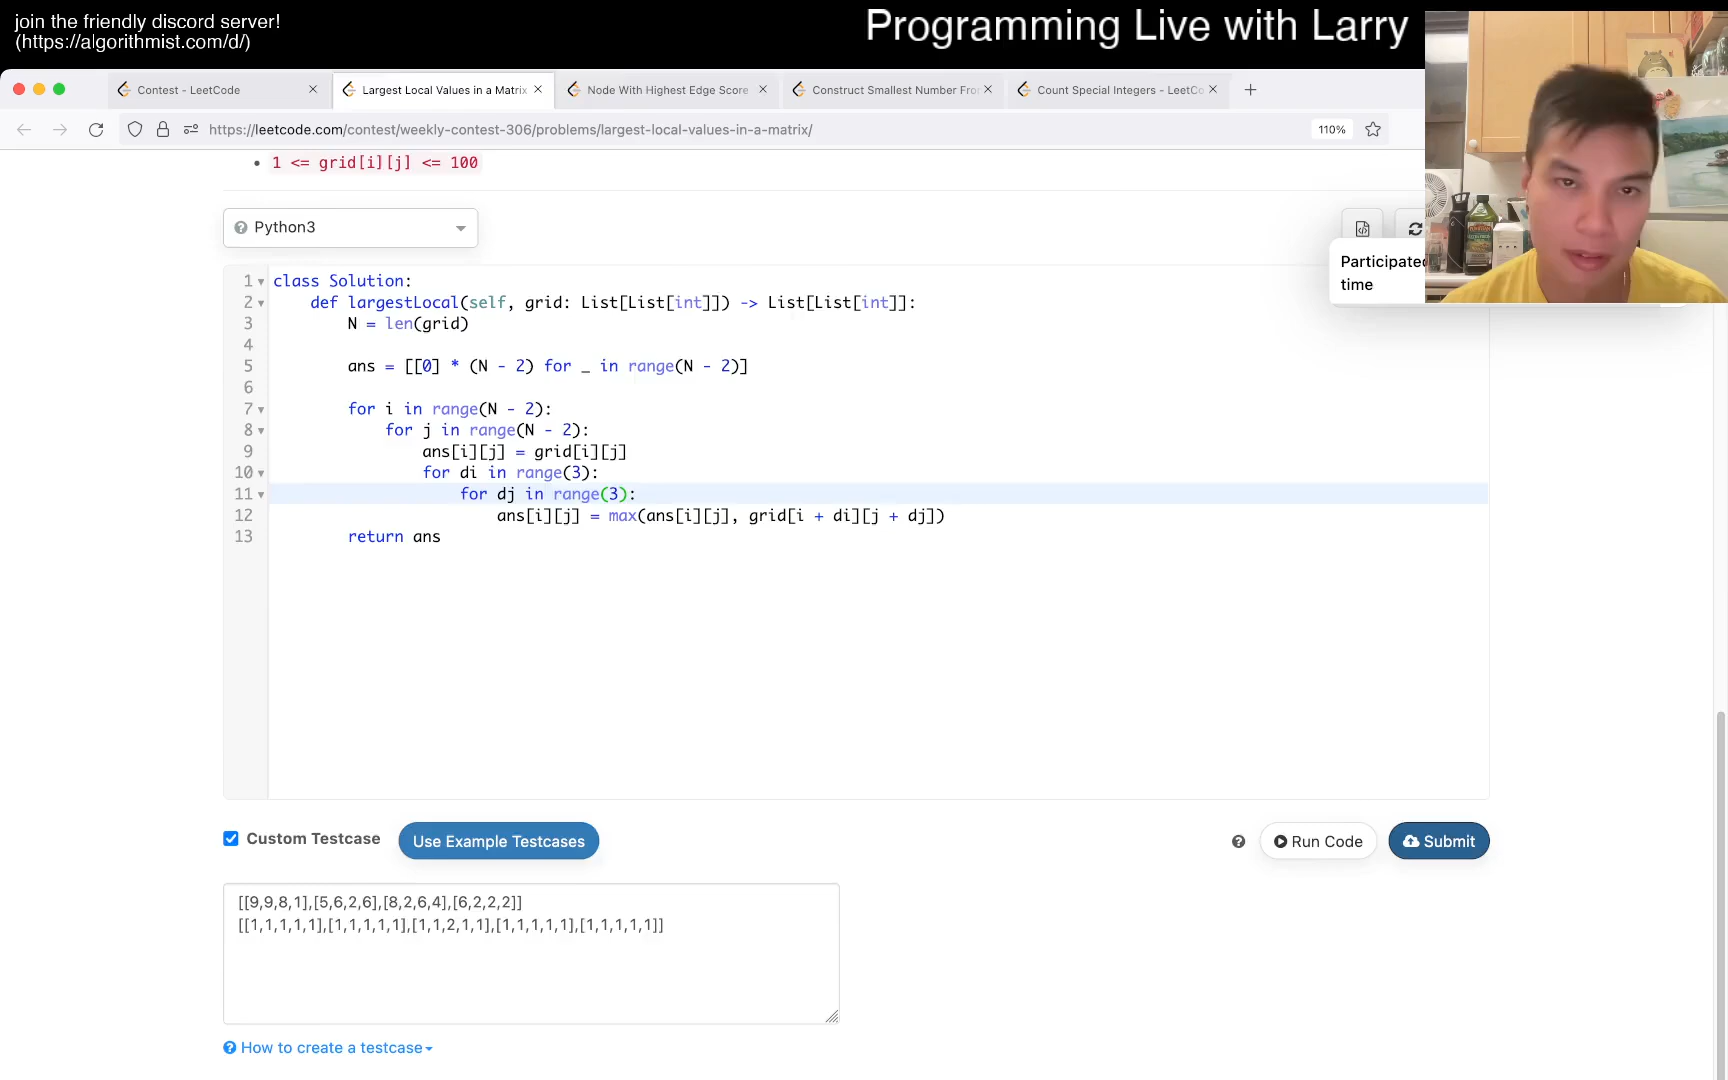 join the friendly discord server!
(https://algorithmist.com/d/)
Programming Live with Larry
Contest - LeetCode
Largest Local Values in a Matrix
Node With Highest Edge Score
Construct Smallest Number Fro
Count Special Integers - LeetCo
https://leetcode.com/contest/weekly-contest-306/problems/largest-local-values-in-a-matrix/
110%
• 1 <= grid[i][j] <= 100
Python3
Participated
time
1 class Solution:
2 def largestLocal(self, grid: List[List[int]]) -> List[List[int]]:
3 N = len(grid)
4
5 ans = [[0] * (N - 2) for _ in range(N - 2)]
6
7 for i in range(N - 2):
8 for j in range(N - 2):
9 ans[i][j] = grid[i][j]
10 for di in range(3):
11 for dj in range(3):
12 ans[i][j] = max(ans[i][j], grid[i + di][j + dj])
13 return ans
Custom Testcase
Use Example Testcases
Run Code
Submit
[[9,9,8,1],[5,6,2,6],[8,2,6,4],[6,2,2,2]]
[[1,1,1,1,1],[1,1,1,1,1],[1,1,2,1,1],[1,1,1,1,1],[1,1,1,1,1]]
How to create a testcase